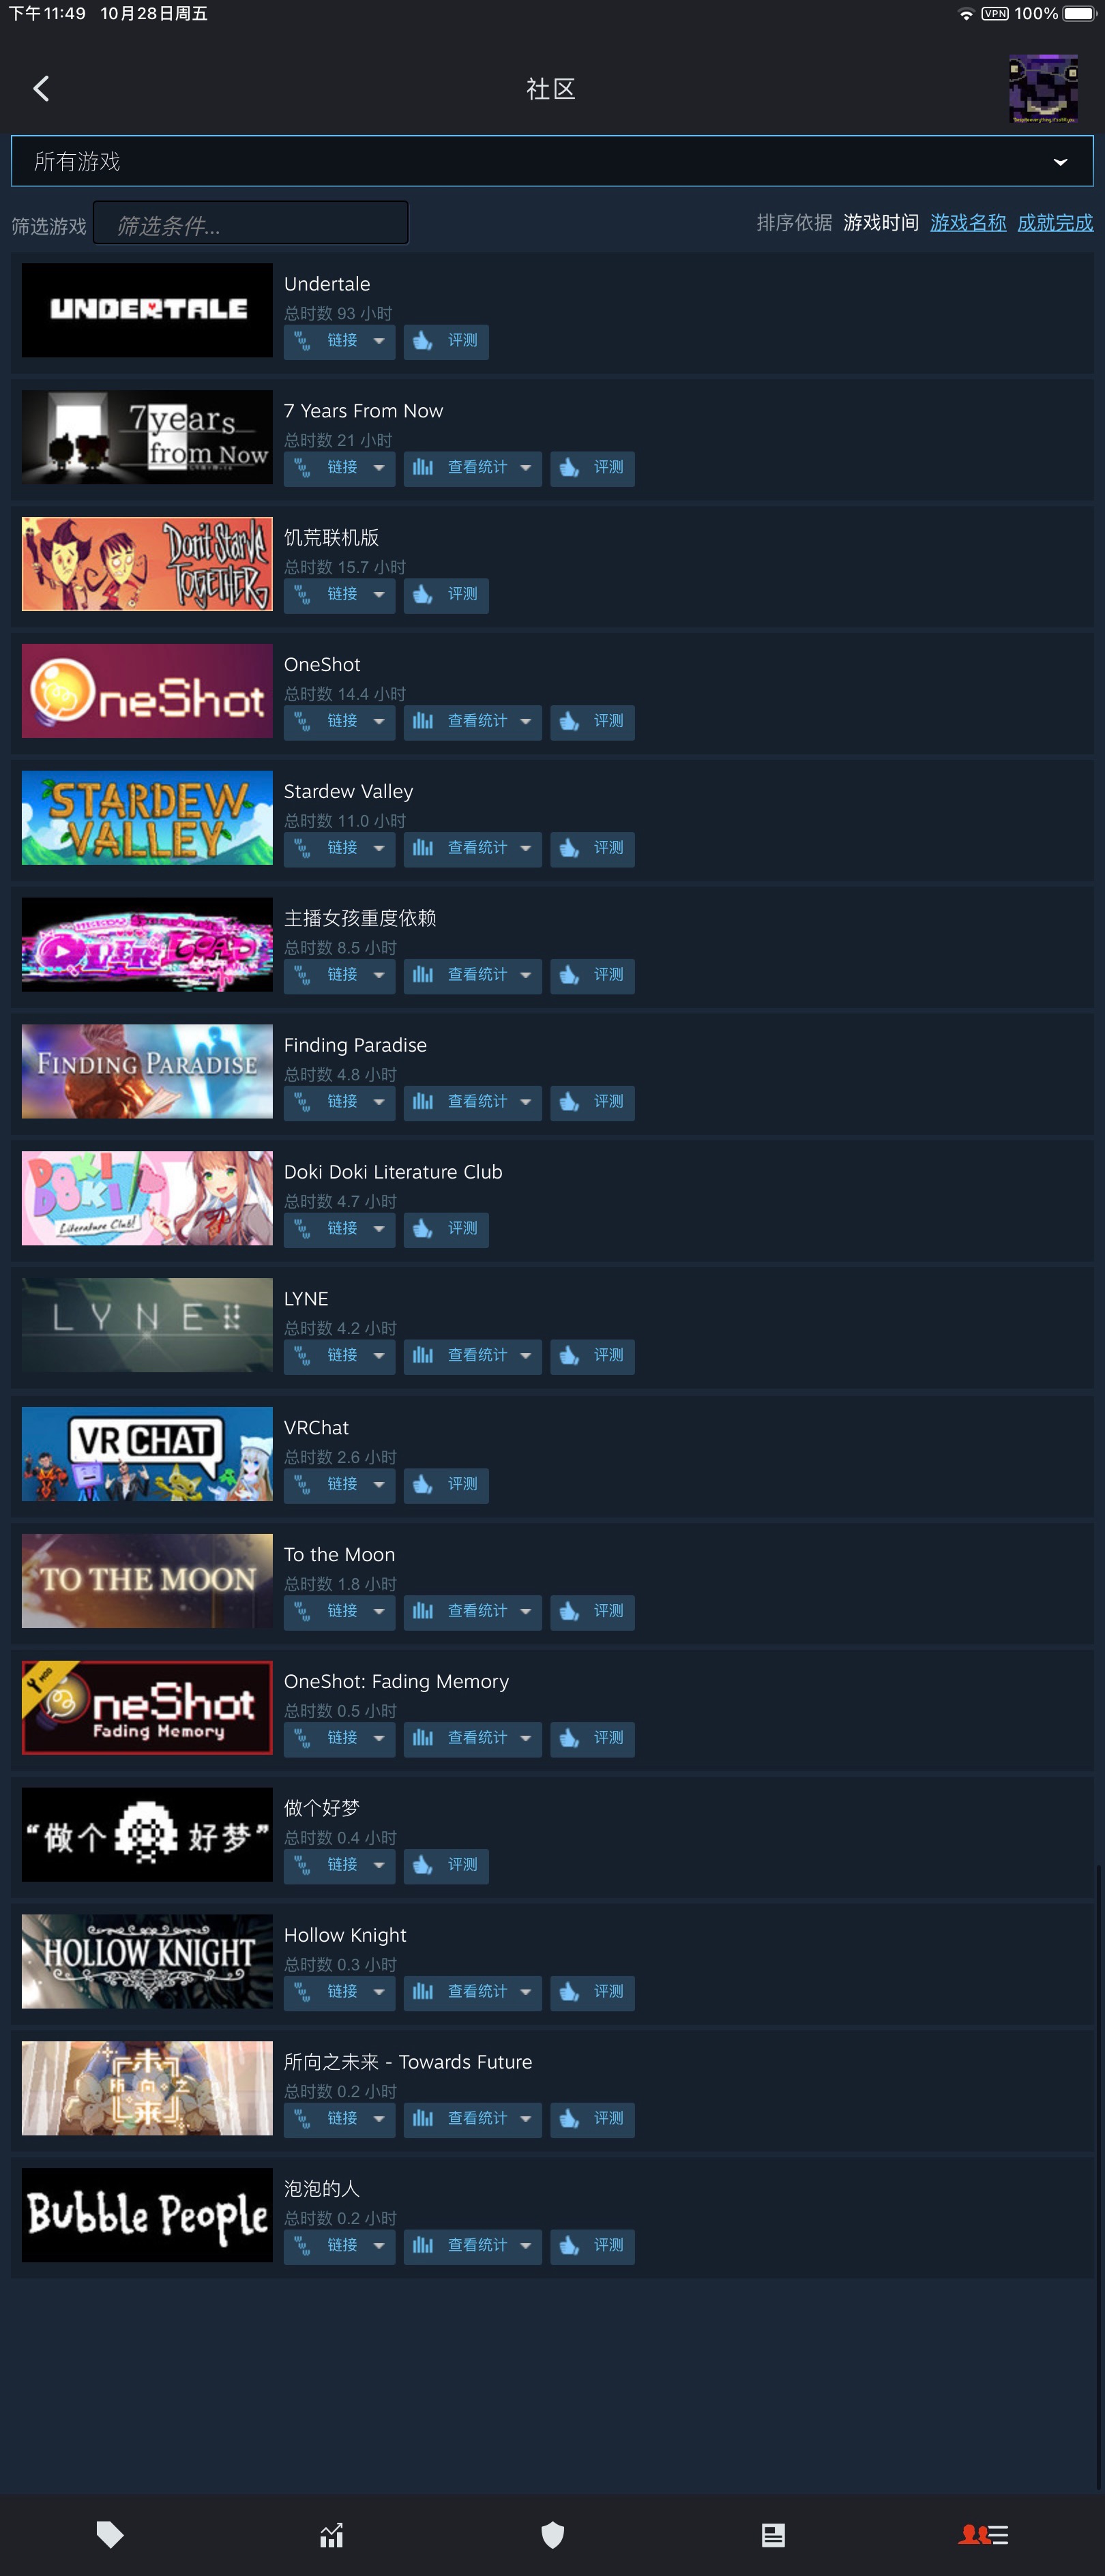 下午11:49 10月28日周五 VPN 100%
社区
所有游戏
筛选游戏 筛选条件... 排序依据 游戏时间 游戏名称 成就完成
UNDERTALE
Undertale
总时数 93 小时
链接 评测
7years from Now
7 Years From Now
总时数 21 小时
链接 查看统计 评测
Don't Starve TOGETHER
饥荒联机版
总时数 15.7 小时
链接 评测
OneShot
OneShot
总时数 14.4 小时
链接 查看统计 评测
STARDEW VALLEY
Stardew Valley
总时数 11.0 小时
链接 查看统计 评测
主播女孩重度依赖
总时数 8.5 小时
链接 查看统计 评测
FINDING PARADISE
Finding Paradise
总时数 4.8 小时
链接 查看统计 评测
DOKI DOKI Literature Club!
Doki Doki Literature Club
总时数 4.7 小时
链接 评测
LYNE
LYNE
总时数 4.2 小时
链接 查看统计 评测
VRCHAT
VRChat
总时数 2.6 小时
链接 评测
TO THE MOON
To the Moon
总时数 1.8 小时
链接 查看统计 评测
MOD OneShot Fading Memory
OneShot: Fading Memory
总时数 0.5 小时
链接 查看统计 评测
“做个好梦”
做个好梦
总时数 0.4 小时
链接 评测
HOLLOW KNIGHT
Hollow Knight
总时数 0.3 小时
链接 查看统计 评测
所向之未来
所向之未来 - Towards Future
总时数 0.2 小时
链接 查看统计 评测
Bubble People
泡泡的人
总时数 0.2 小时
链接 查看统计 评测